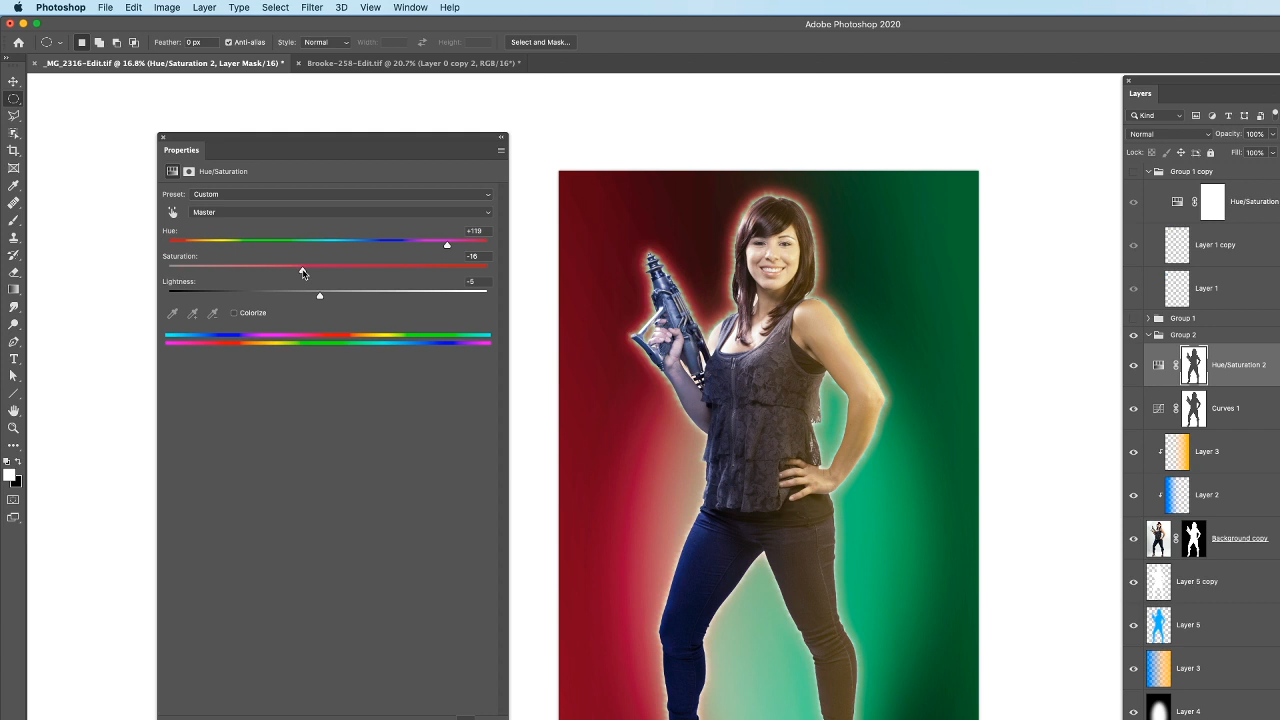 Photoshop File Edit Image Layer Type Select Filter 3D View Window Help
Adobe Photoshop 2020
Feather: 0 px Anti-alias Style: Normal Width: Height: Select and Mask...
_MG_2316-Edit.tif @ 16.8% (Hue/Saturation 2, Layer Mask/16) * Brooke-258-Edit.tif @ 20.7% (Layer 0 copy 2, RGB/16*) *
Properties
Hue/Saturation
Preset: Custom
Master
Hue: +119
Saturation: -16
Lightness: -5
Colorize
Layers
Kind
Normal Opacity: 100%
Lock: Fill: 100%
Group 1 copy
Hue/Saturation
Layer 1 copy
Layer 1
Group 1
Group 2
Hue/Saturation 2
Curves 1
Layer 3
Layer 2
Background copy
Layer 5 copy
Layer 5
Layer 3
Layer 4